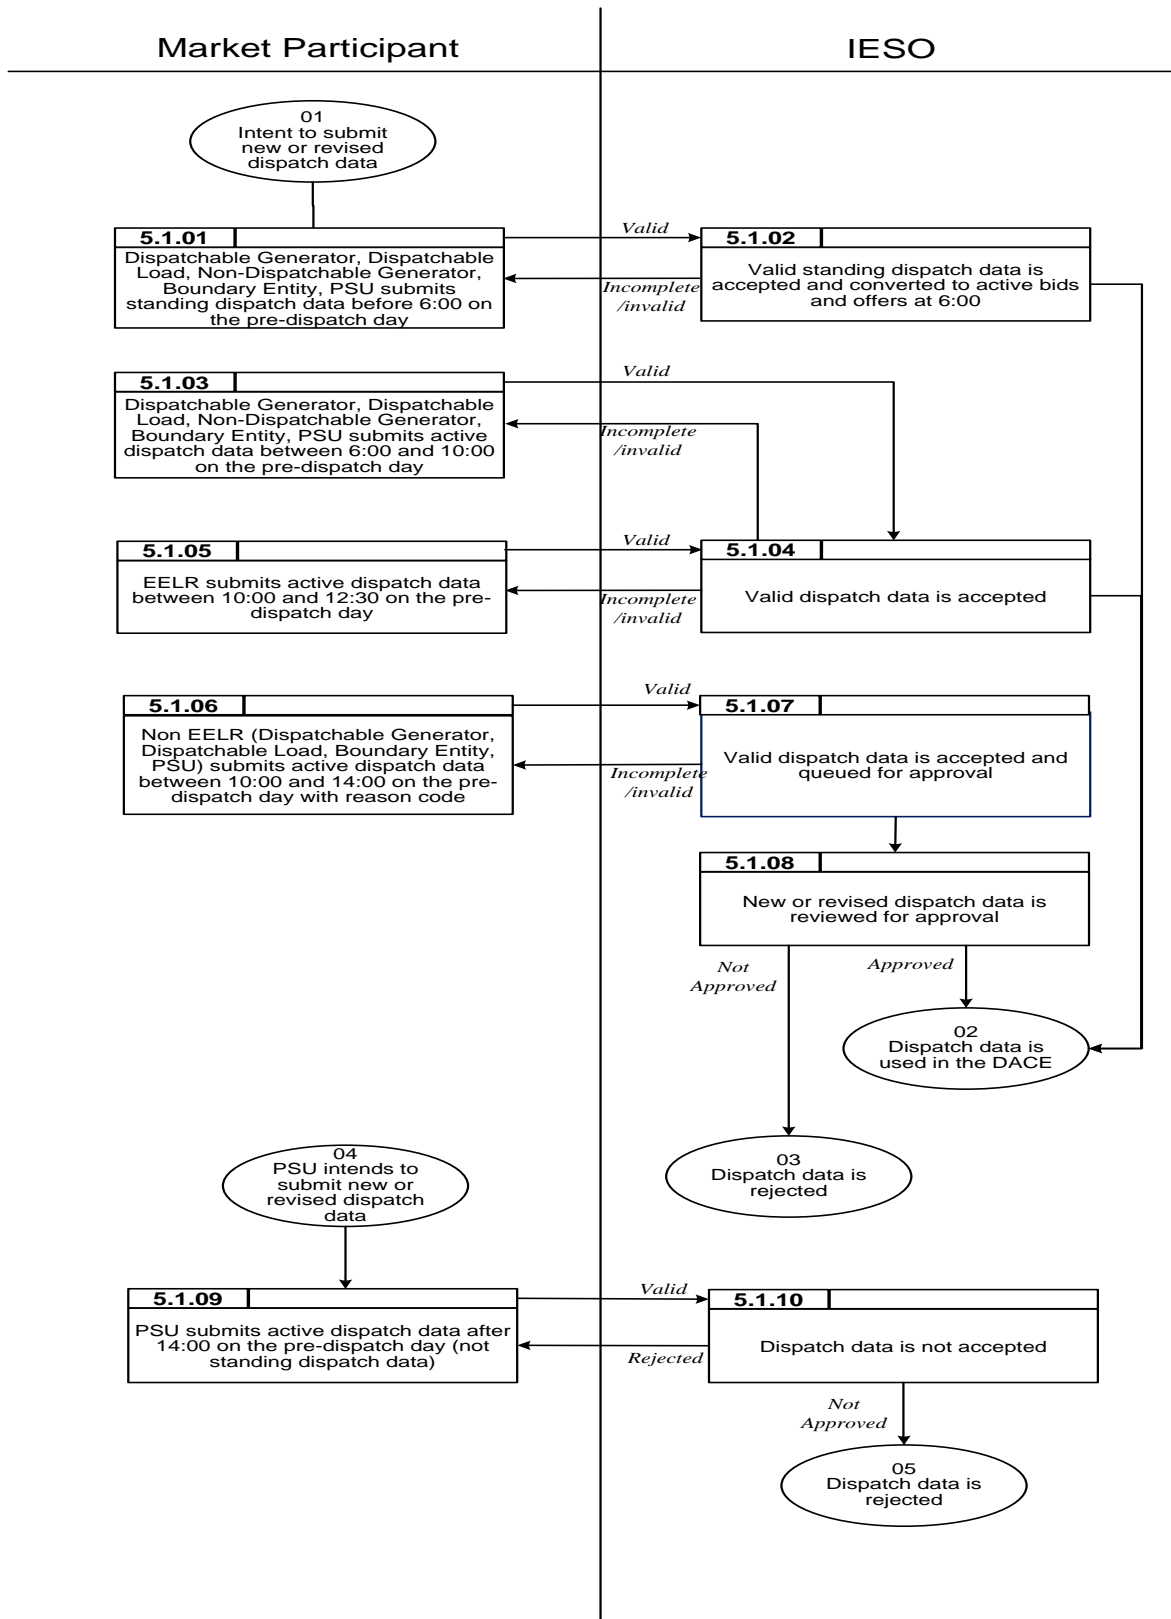 Market Participant
IESO
01
Intent to submit
new or revised
dispatch data
5.1.01
Dispatchable Generator, Dispatchable
Load, Non-Dispatchable Generator,
Boundary Entity, PSU submits
standing dispatch data before 6:00 on
the pre-dispatch day
Valid
Incomplete
/invalid
5.1.02
Valid standing dispatch data is
accepted and converted to active bids
and offers at 6:00
5.1.03
Dispatchable Generator, Dispatchable
Load, Non-Dispatchable Generator,
Boundary Entity, PSU submits active
dispatch data between 6:00 and 10:00
on the pre-dispatch day
Valid
Incomplete
/invalid
5.1.05
EELR submits active dispatch data
between 10:00 and 12:30 on the pre-
dispatch day
Valid
Incomplete
/invalid
5.1.04
Valid dispatch data is accepted
5.1.06
Non EELR (Dispatchable Generator,
Dispatchable Load, Boundary Entity,
PSU) submits active dispatch data
between 10:00 and 14:00 on the pre-
dispatch day with reason code
Valid
Incomplete
/invalid
5.1.07
Valid dispatch data is accepted and
queued for approval
5.1.08
New or revised dispatch data is
reviewed for approval
Not
Approved
Approved
02
Dispatch data is
used in the DACE
03
Dispatch data is
rejected
04
PSU intends to
submit new or
revised dispatch
data
5.1.09
PSU submits active dispatch data after
14:00 on the pre-dispatch day (not
standing dispatch data)
Valid
Rejected
5.1.10
Dispatch data is not accepted
Not
Approved
05
Dispatch data is
rejected